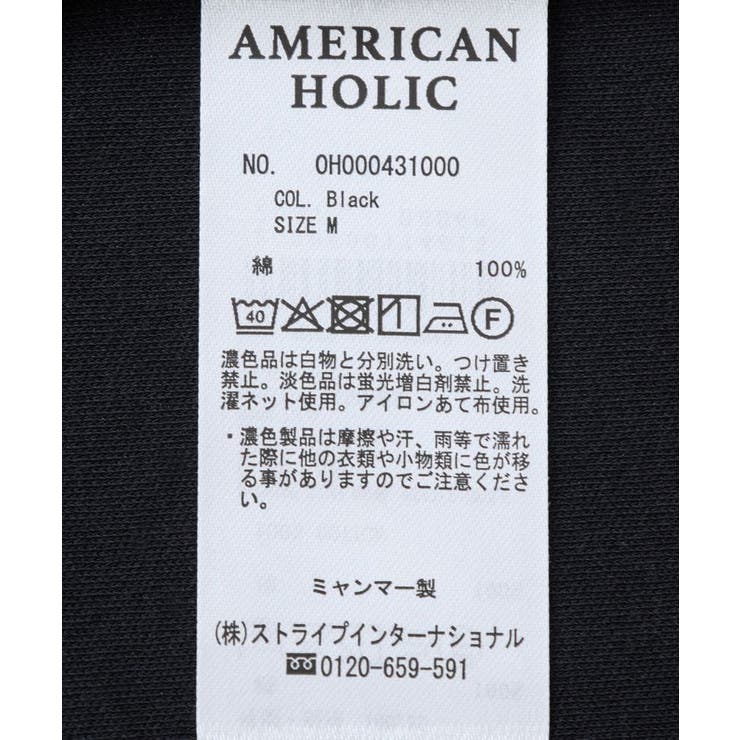 AMERICAN
HOLIC
NO. 0H000431000
COL. Black
SIZE M
綿 100%
40 F
濃色品は白物と分別洗い。つけ置き
禁止。淡色品は蛍光増白剤禁止。洗
濯ネット使用。アイロンあて布使用。
・濃色製品は摩擦や汗、雨等で濡れ
た際に他の衣類や小物類に色が移
る事がありますのでご注意くださ
い。
ミャンマー製
(株)ストライプインターナショナル
0120-659-591